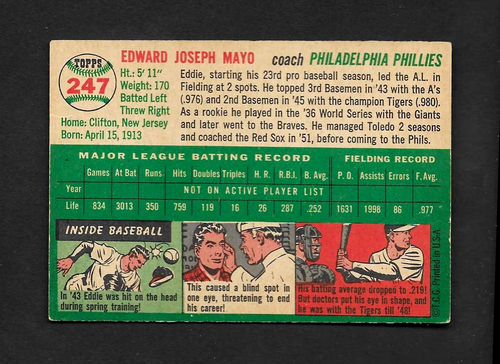 TOPPS
247
EDWARD JOSEPH MAYO coach PHILADELPHIA PHILLIES
Ht.: 5' 11"
Weight: 170
Batted Left
Threw Right
Home: Clifton, New Jersey
Born: April 15, 1913
Eddie, starting his 23rd pro baseball season, led the A.L. in
Fielding at 2 spots. He topped 3rd Basemen in '43 with the A's
(.976) and 2nd Basemen in '45 with the champion Tigers (.980).
As a rookie he played in the '36 World Series with the Giants
and later went to the Braves. He managed Toledo 2 seasons
and coached the Red Sox in '51, before coming to the Phils.
MAJOR LEAGUE BATTING RECORD FIELDING RECORD
Games At Bat Runs Hits Doubles Triples H. R. R.B.I. B. Avg. P. O. Assists Errors F. Avg.
Year NOT ON ACTIVE PLAYER LIST
Life 834 3013 350 759 119 16 26 287 .252 1631 1998 86 .977
INSIDE BASEBALL
In '43 Eddie was hit on the
head during spring training!
This caused a blind spot in
one eye, threatening to end
his career!
His batting average dropped to .219!
But doctors put his eye in shape, and
he was with the Tigers till '48!
©T.C.G. Printed in U.S.A.